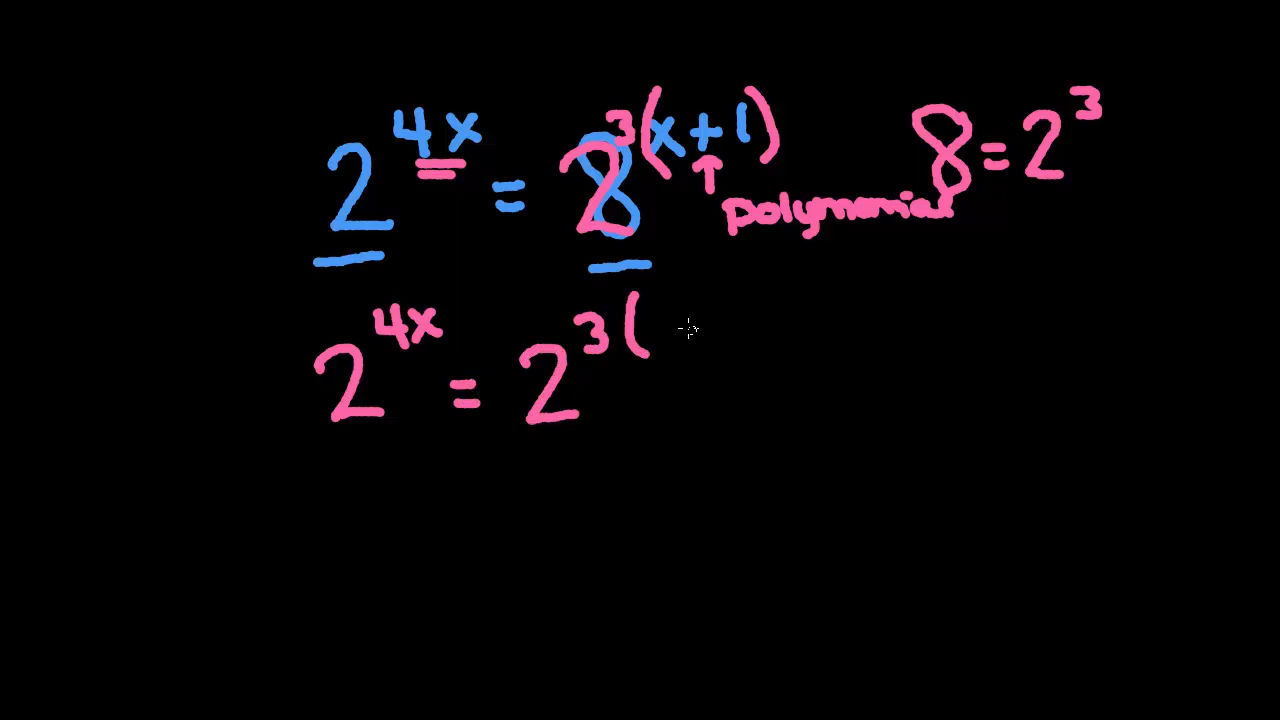 2^{4x} = 8^{3(x+1)} 8 = 2^3
polynomial
2^{4x} = 2^{3(